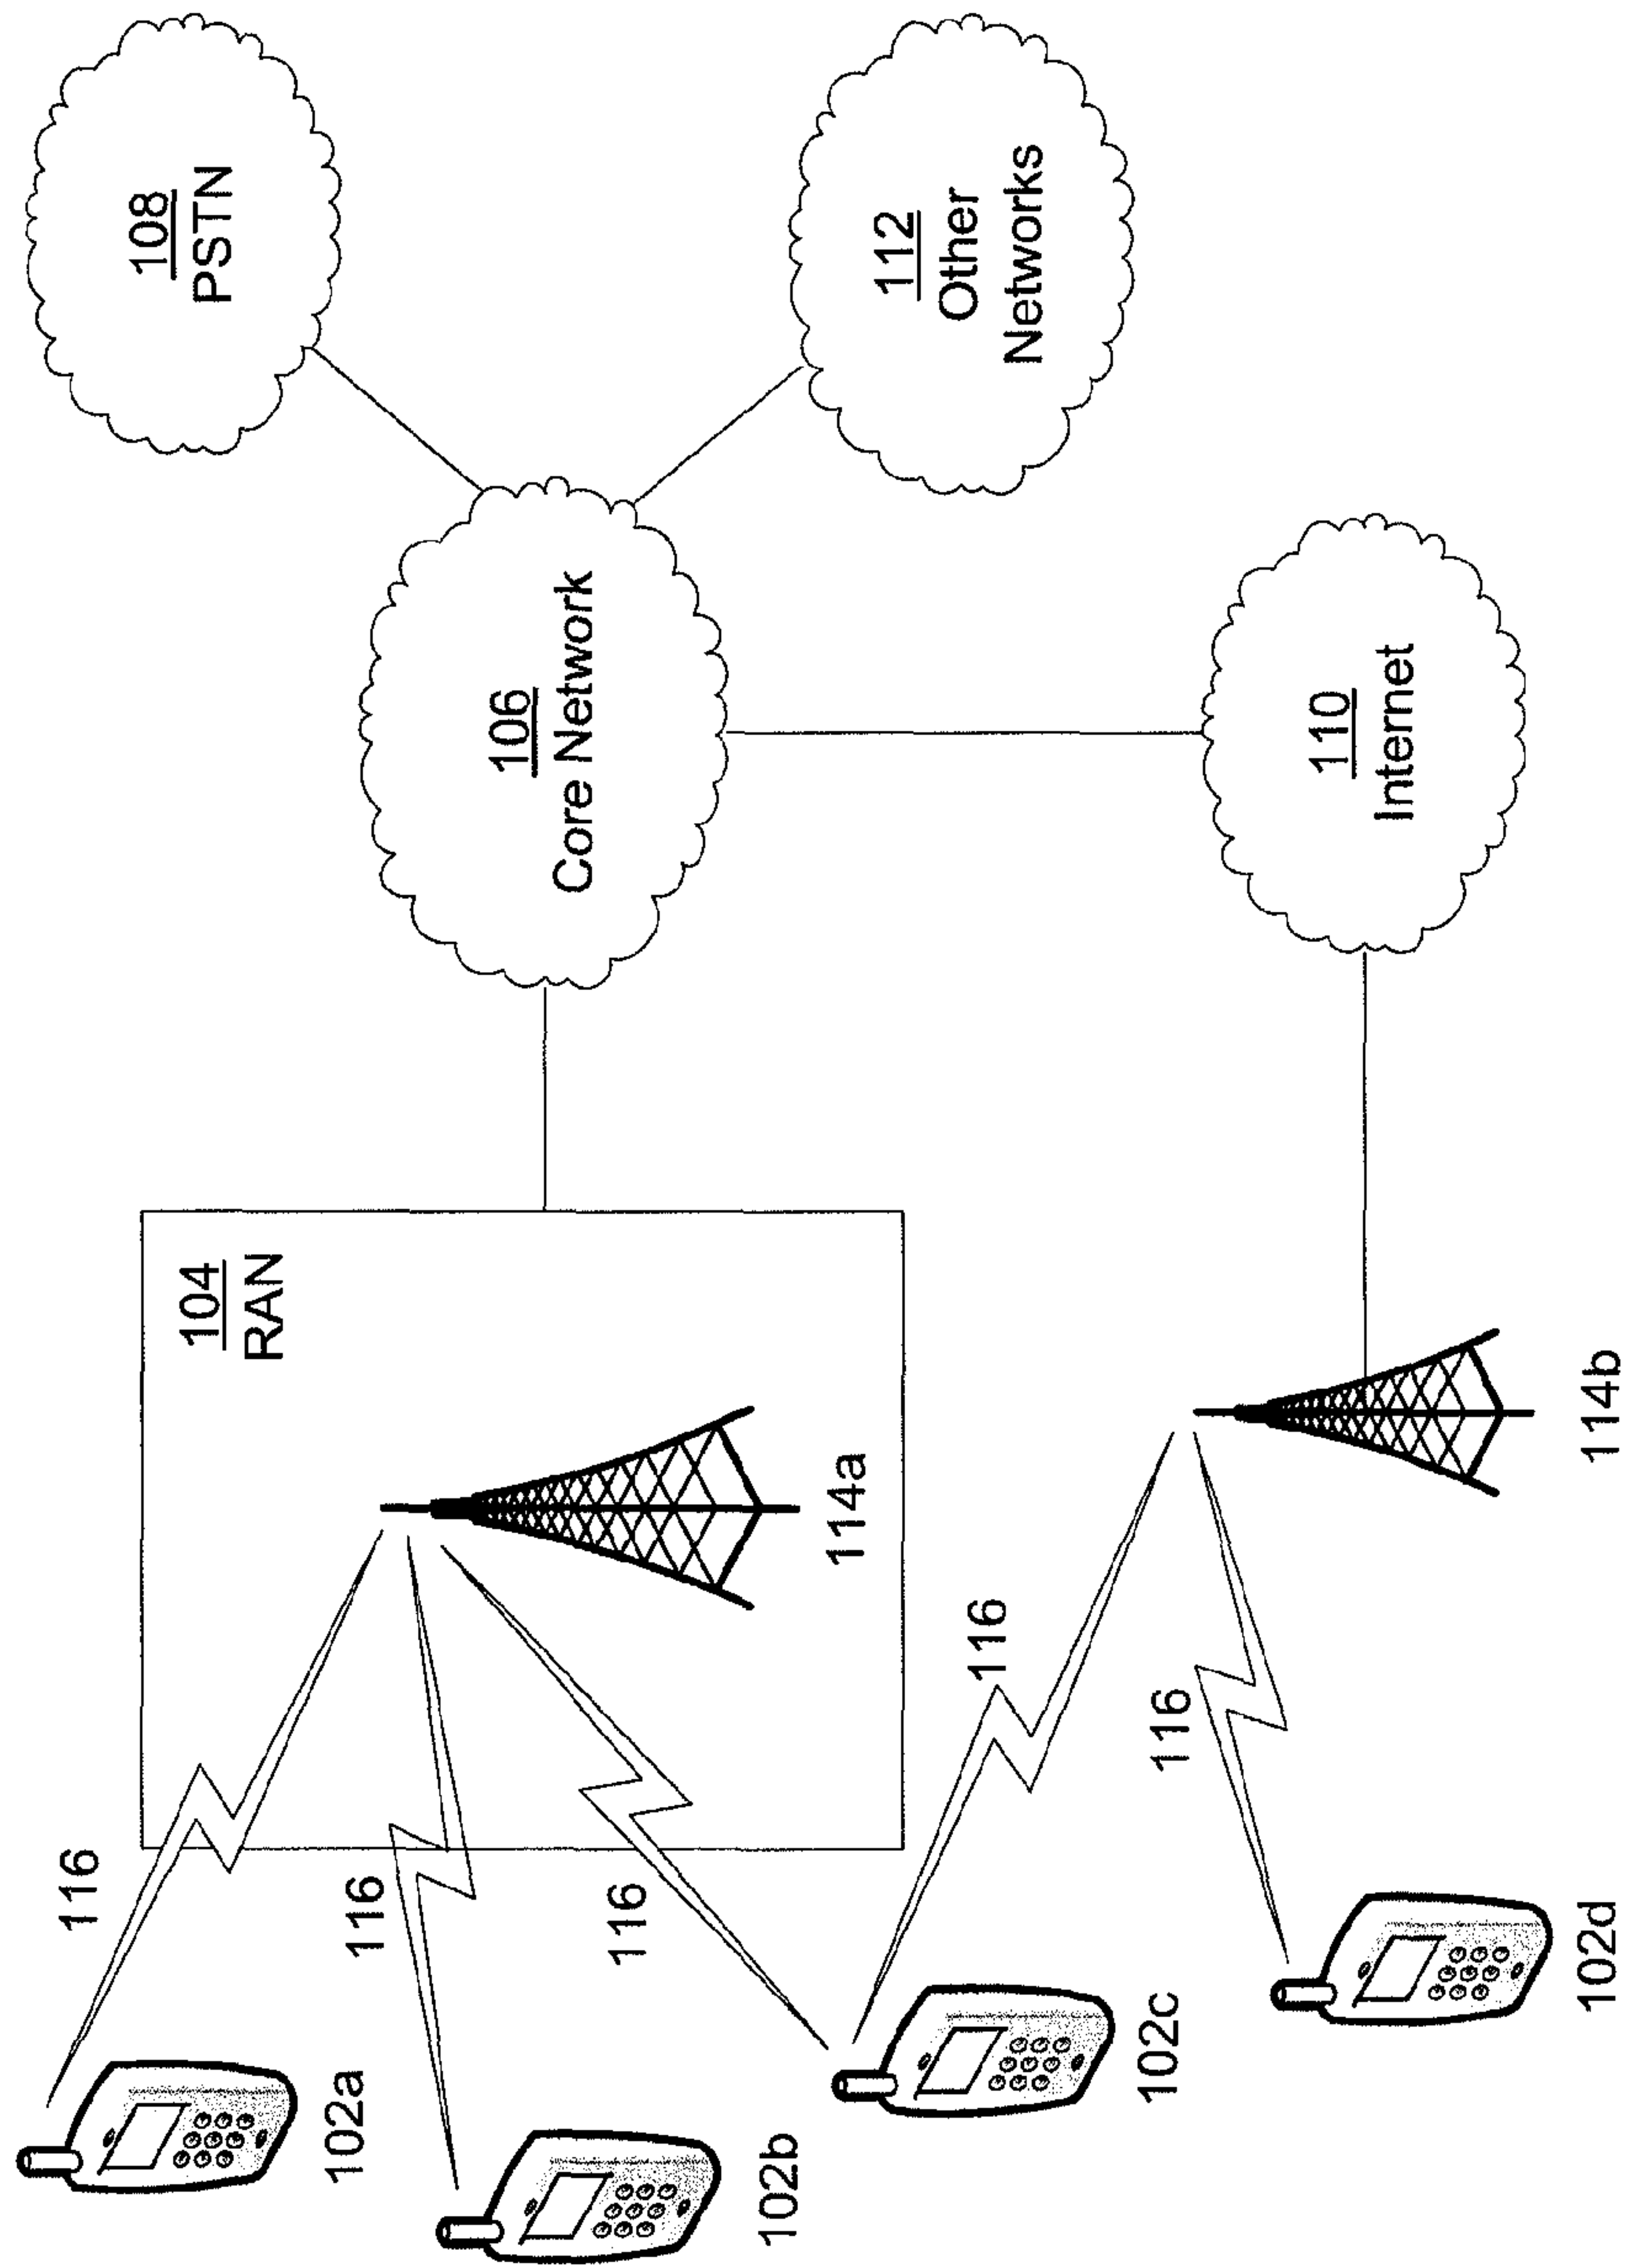 108
PSTN
106
Core Network
112
Other
Networks
104
RAN
110
Internet
114a
114b
116
116
116
116
116
102a
102b
102c
102d